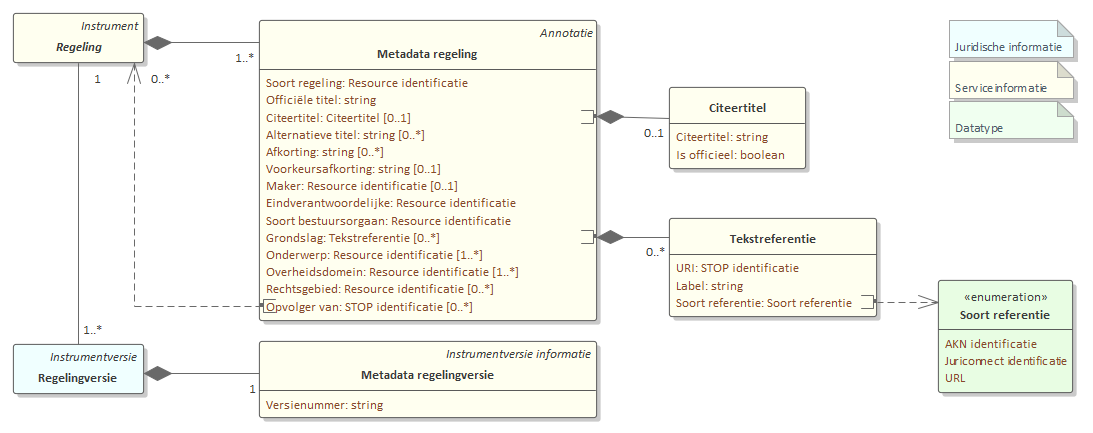 Instrument
Regeling
1
0..*
1..*
Annotatie
Metadata regeling
Soort regeling: Resource identificatie
Officiële titel: string
Citeertitel: Citeertitel [0..1]
Alternatieve titel: string [0..*]
Afkorting: string [0..*]
Voorkeursafkorting: string [0..1]
Maker: Resource identificatie [0..1]
Eindverantwoordelijke: Resource identificatie
Soort bestuursorgaan: Resource identificatie
Grondslag: Tekstreferentie [0..*]
Onderwerp: Resource identificatie [1..*]
Overheidsdomein: Resource identificatie [1..*]
Rechtsgebied: Resource identificatie [0..*]
Opvolger van: STOP identificatie [0..*]
0..1
Citeertitel
Citeertitel: string
Is officieel: boolean
0..*
Tekstreferentie
URI: STOP identificatie
Label: string
Soort referentie: Soort referentie
«enumeration»
Soort referentie
AKN identificatie
Juriconnect identificatie
URL
Juridische informatie
Serviceinformatie
Datatype
1..*
Instrumentversie
Regelingversie
1
Instrumentversie informatie
Metadata regelingversie
Versienummer: string